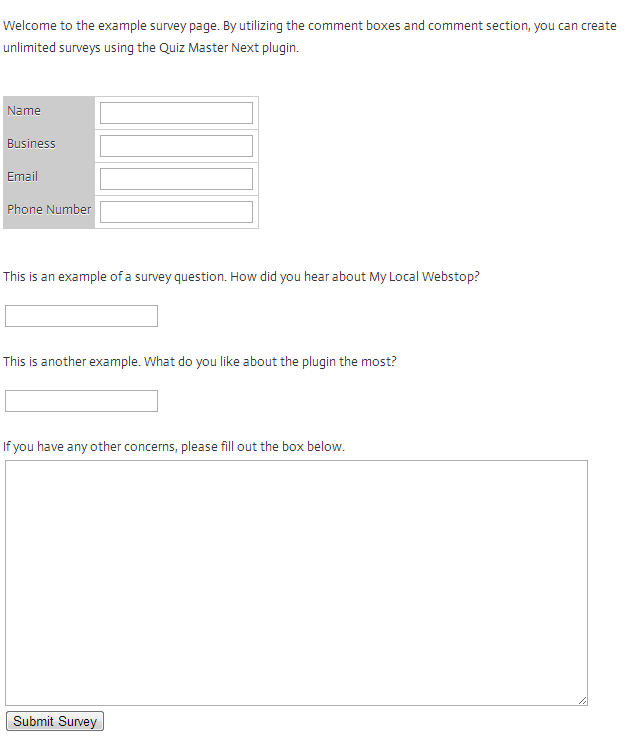 Welcome to the example survey page. By utilizing the comment boxes and comment section, you can create
unlimited surveys using the Quiz Master Next plugin.
Name
Business
Email
Phone Number
This is an example of a survey question. How did you hear about My Local Webstop?
This is another example. What do you like about the plugin the most?
If you have any other concerns, please fill out the box below.
Submit Survey